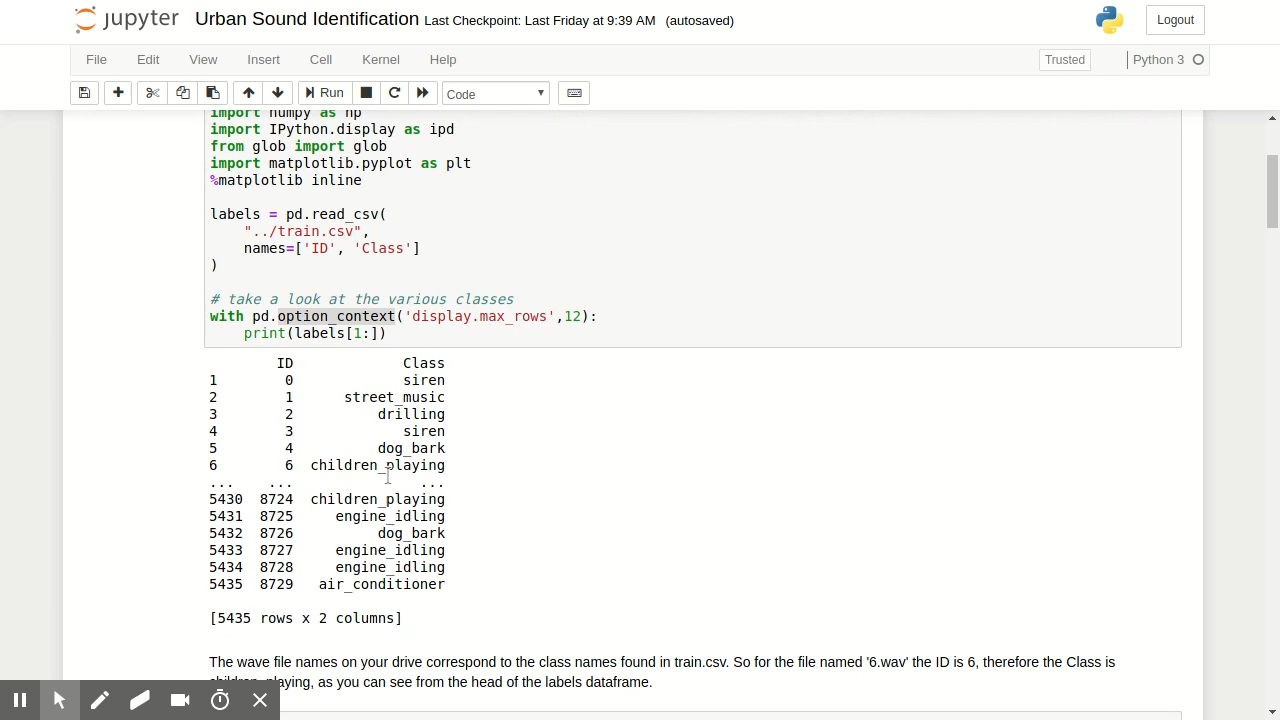 jupyter Urban Sound Identification Last Checkpoint: Last Friday at 9:39 AM (autosaved) Logout
File Edit View Insert Cell Kernel Help Trusted Python 3
Run Code
import numpy as np
import IPython.display as ipd
from glob import glob
import matplotlib.pyplot as plt
%matplotlib inline
labels = pd.read_csv(
"../train.csv",
names=['ID', 'Class']
)
# take a look at the various classes
with pd.option_context('display.max_rows',12):
print(labels[1:])
ID Class
1 0 siren
2 1 street_music
3 2 drilling
4 3 siren
5 4 dog_bark
6 6 children_playing
... ... ...
5430 8724 children_playing
5431 8725 engine_idling
5432 8726 dog_bark
5433 8727 engine_idling
5434 8728 engine_idling
5435 8729 air_conditioner
[5435 rows x 2 columns]
The wave file names on your drive correspond to the class names found in train.csv. So for the file named '6.wav' the ID is 6, therefore the Class is
children_playing, as you can see from the head of the labels dataframe.